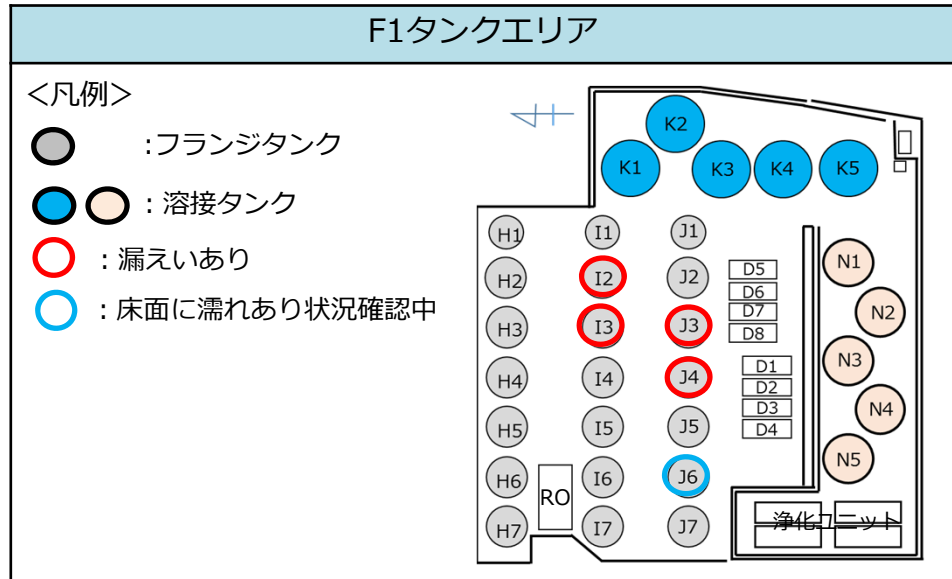 F1タンクエリア
＜凡例＞
:フランジタンク
：溶接タンク
：漏えいあり
：床面に濡れあり状況確認中
K2
K1
K3
K4
K5
H1
I1
J1
H2
I2
J2
H3
I3
J3
H4
I4
J4
H5
I5
J5
H6
I6
J6
H7
I7
J7
RO
D5
D6
D7
D8
D1
D2
D3
D4
N1
N2
N3
N4
N5
浄化ユニット